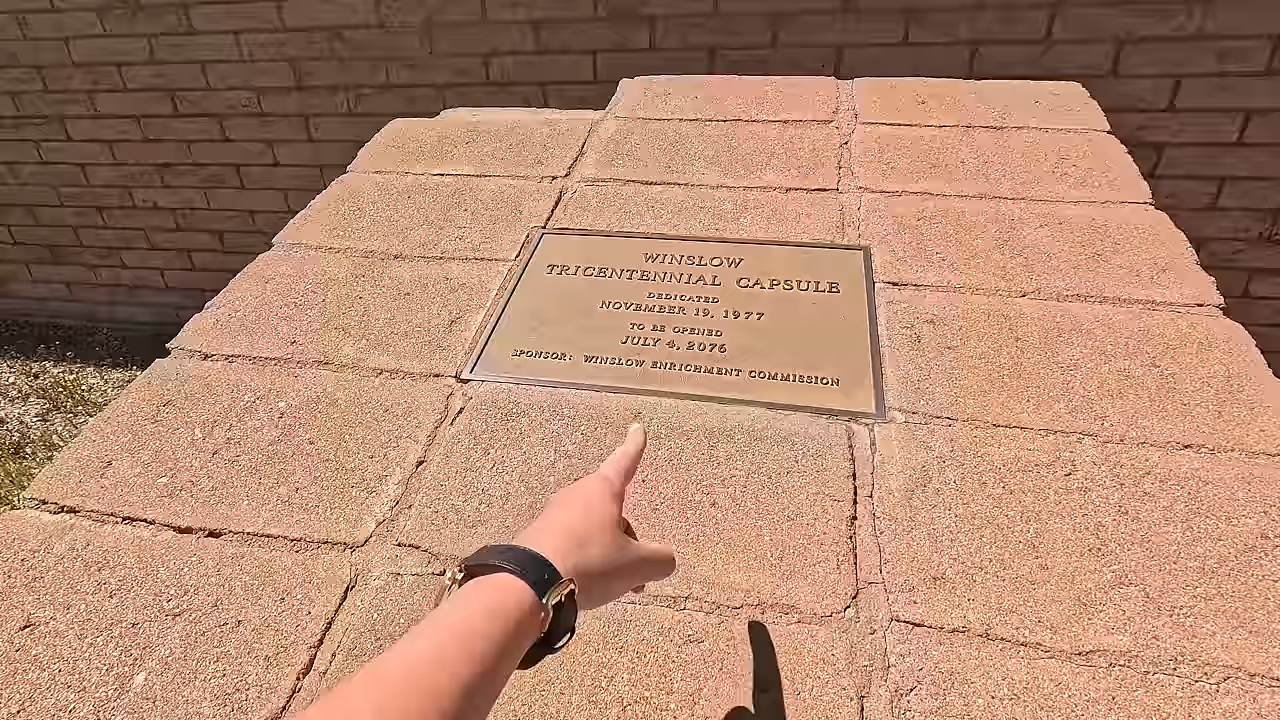 WINSLOW
TRICENTENNIAL CAPSULE
DEDICATED
NOVEMBER 19, 1977
TO BE OPENED
JULY 4, 2076
SPONSOR: WINSLOW ENRICHMENT COMMISSION